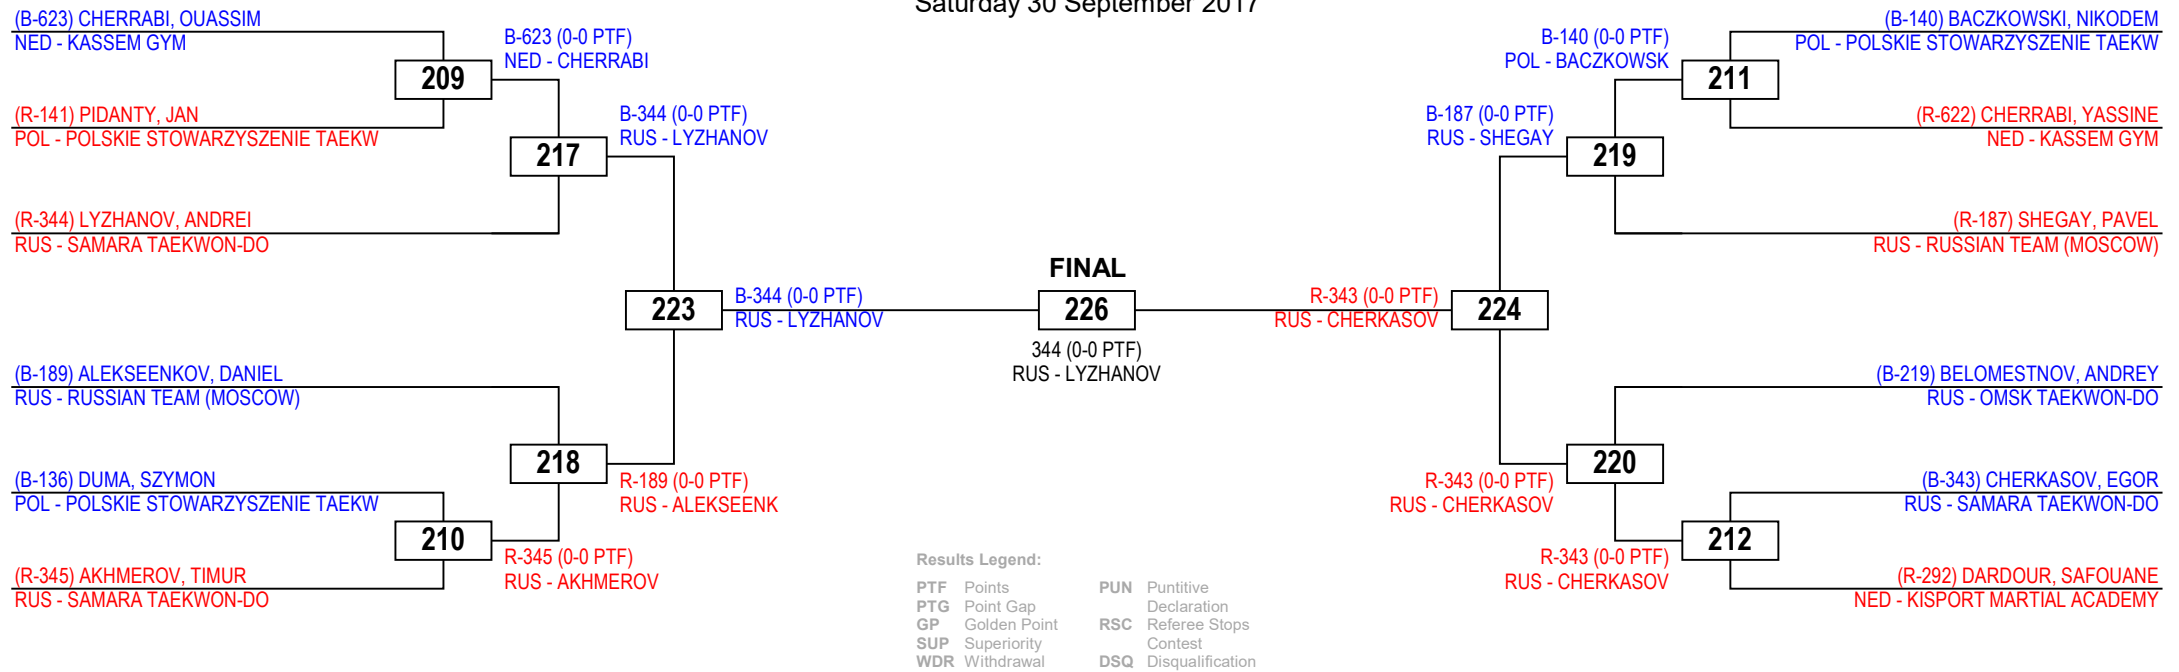 Saturday 30 September 2017
(B-623) CHERRABI, OUASSIM
NED - KASSEM GYM
B-623 (0-0 PTF)
NED - CHERRABI
209
(R-141) PIDANTY, JAN
POL - POLSKIE STOWARZYSZENIE TAEKW
B-344 (0-0 PTF)
RUS - LYZHANOV
217
(R-344) LYZHANOV, ANDREI
RUS - SAMARA TAEKWON-DO
223
B-344 (0-0 PTF)
RUS - LYZHANOV
(B-189) ALEKSEENKOV, DANIEL
RUS - RUSSIAN TEAM (MOSCOW)
218
R-189 (0-0 PTF)
RUS - ALEKSEENK
(B-136) DUMA, SZYMON
POL - POLSKIE STOWARZYSZENIE TAEKW
210
R-345 (0-0 PTF)
RUS - AKHMEROV
(R-345) AKHMEROV, TIMUR
RUS - SAMARA TAEKWON-DO
FINAL
226
344 (0-0 PTF)
RUS - LYZHANOV
(B-140) BACZKOWSKI, NIKODEM
POL - POLSKIE STOWARZYSZENIE TAEKW
B-140 (0-0 PTF)
POL - BACZKOWSK
211
(R-622) CHERRABI, YASSINE
NED - KASSEM GYM
B-187 (0-0 PTF)
RUS - SHEGAY
219
(R-187) SHEGAY, PAVEL
RUS - RUSSIAN TEAM (MOSCOW)
R-343 (0-0 PTF)
RUS - CHERKASOV
224
(B-219) BELOMESTNOV, ANDREY
RUS - OMSK TAEKWON-DO
220
R-343 (0-0 PTF)
RUS - CHERKASOV
(B-343) CHERKASOV, EGOR
RUS - SAMARA TAEKWON-DO
212
R-343 (0-0 PTF)
RUS - CHERKASOV
(R-292) DARDOUR, SAFOUANE
NED - KISPORT MARTIAL ACADEMY
Results Legend:
PTF Points
PTG Point Gap
GP Golden Point
SUP Superiority
WDR Withdrawal
PUN Puntitive
Declaration
RSC Referee Stops
Contest
DSQ Disqualification